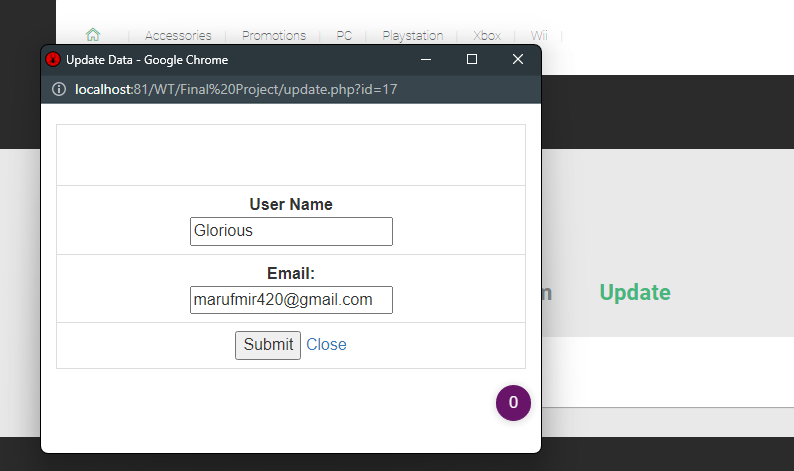 Accessories | Promotions | PC | Playstation | Xbox | Wii |
Update Data - Google Chrome
localhost:81/WT/Final%20Project/update.php?id=17
User Name
Glorious
Email:
marufmir420@gmail.com
Update
Submit Close
0